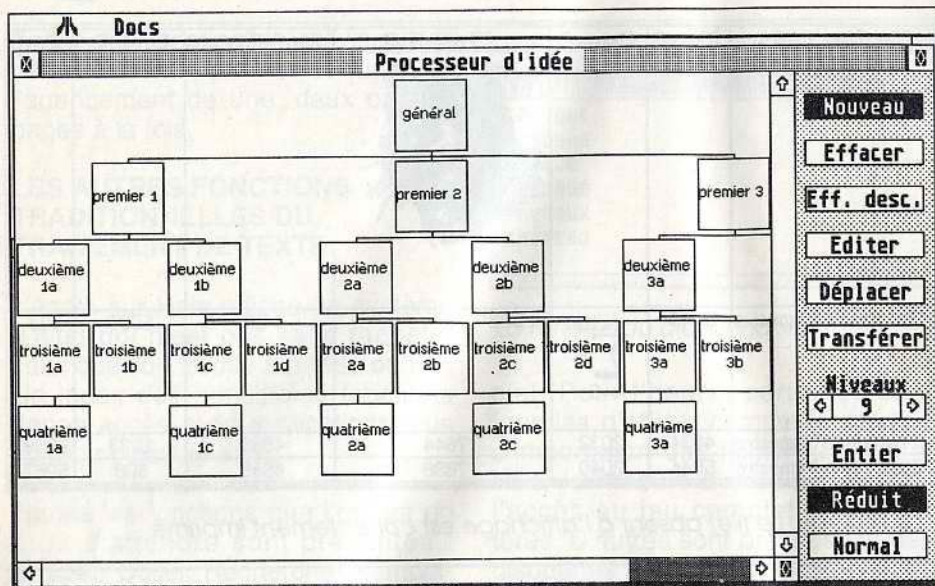 Docs
Processeur d'idée
général
premier 1
premier 2
premier 3
deuxième
1a
deuxième
1b
deuxième
2a
deuxième
2b
deuxième
3a
troisième
1a
troisième
1b
troisième
1c
troisième
1d
troisième
2a
troisième
2b
troisième
2c
troisième
2d
troisième
3a
troisième
3b
quatrième
1a
quatrième
1c
quatrième
2a
quatrième
2c
quatrième
3a
Nouveau
Effacer
Eff. desc.
Editer
Déplacer
Transférer
Niveaux
9
Entier
Réduit
Normal